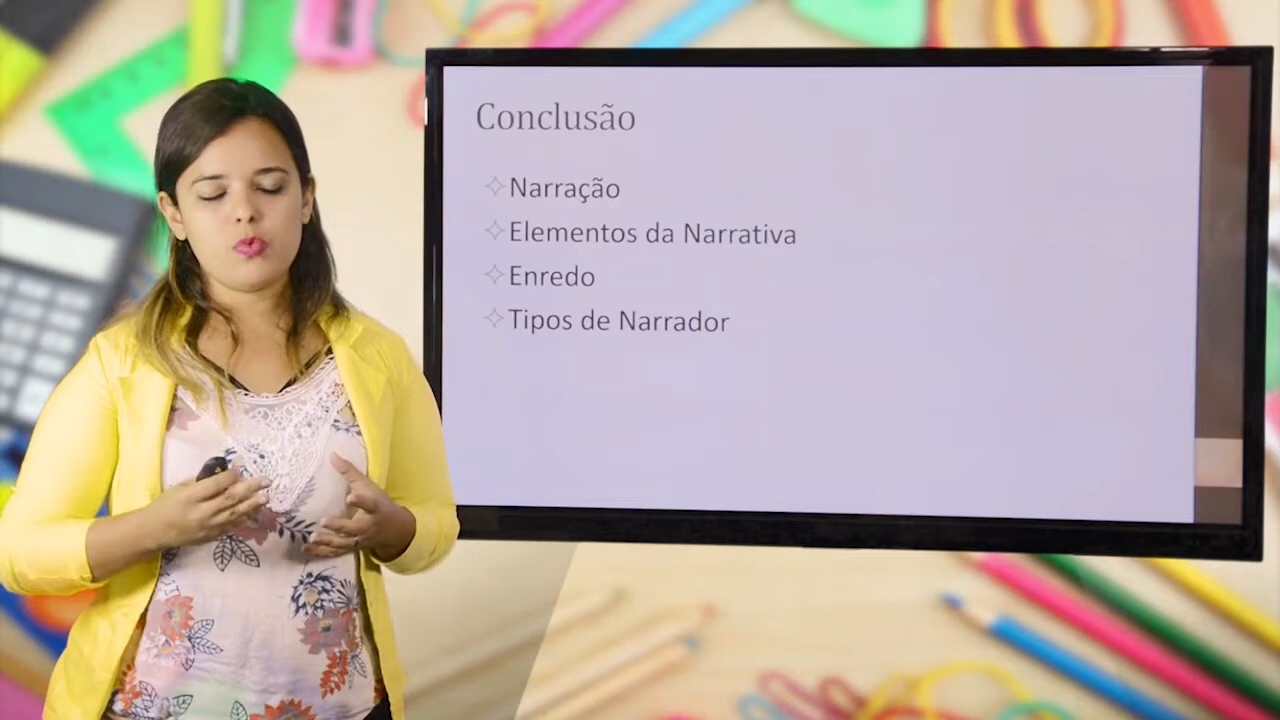 Conclusão
Narração
Elementos da Narrativa
Enredo
Tipos de Narrador